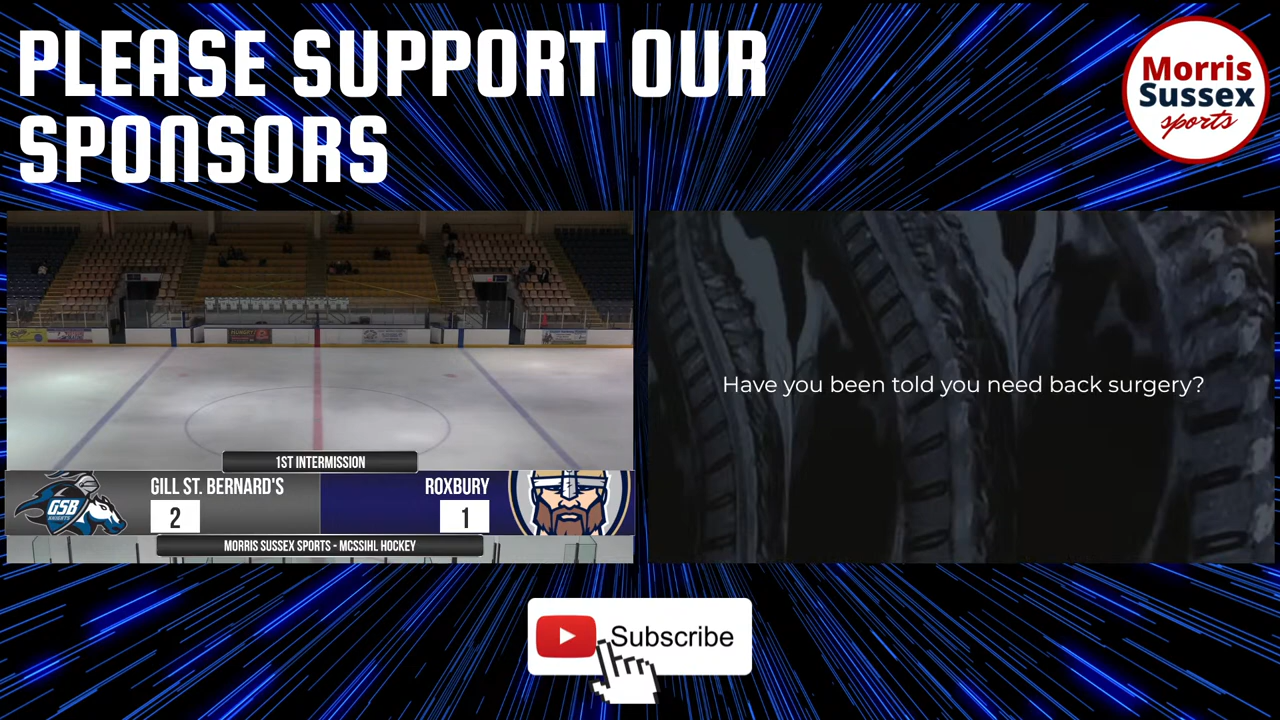 PLEASE SUPPORT OUR
SPONSORS
Morris
Sussex
sports
Have you been told you need back surgery?
1ST INTERMISSION
GILL ST. BERNARD'S
ROXBURY
2
1
GSB
KNIGHTS
MORRIS SUSSEX SPORTS - MCSSIHL HOCKEY
Subscribe